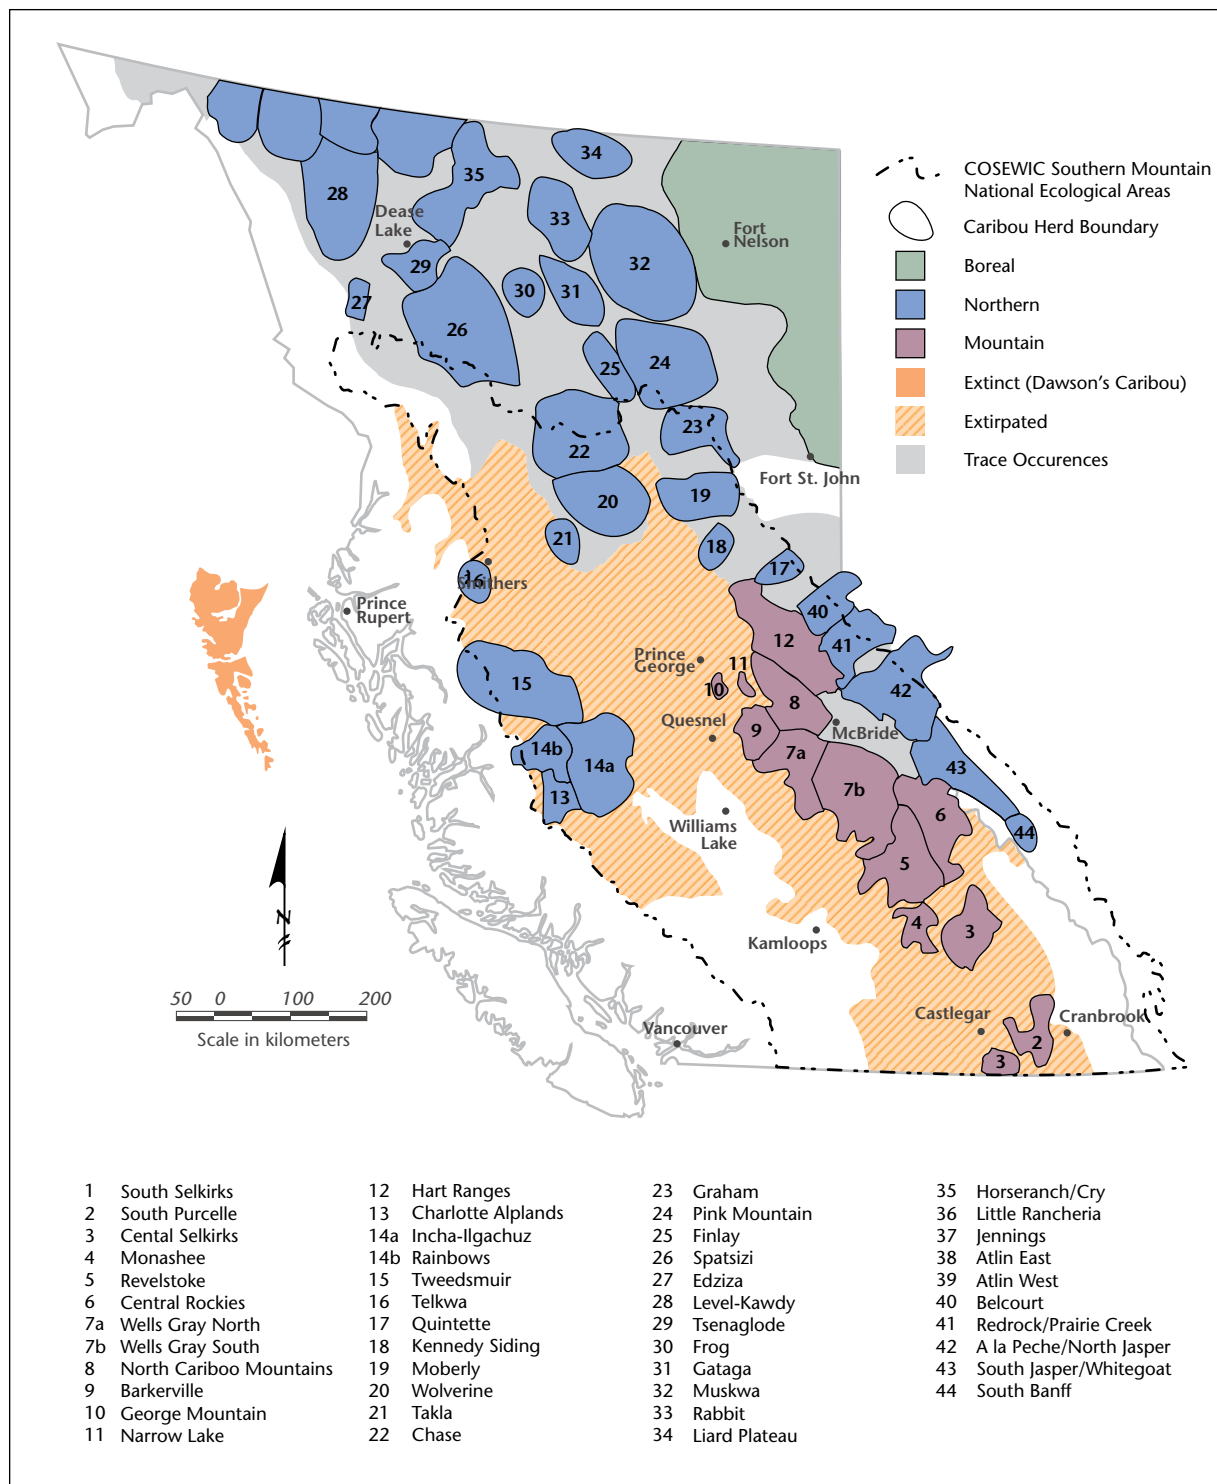 34
35
28
Dease
Lake
33
Fort
Nelson
29
32
30
31
27
26
25
24
23
22
Fort St. John
20
19
21
18
16
Smithers
17
Prince
Rupert
40
12
41
Prince
George
11
10
15
42
8
Quesnel
9
McBride
14b
7a
14a
43
13
7b
6
Williams
Lake
44
5
4
3
Kamloops
Castlegar
Cranbrook
2
3
Vancouver
COSEWIC Southern Mountain
National Ecological Areas
Caribou Herd Boundary
Boreal
Northern
Mountain
Extinct (Dawson's Caribou)
Extirpated
Trace Occurences
N
50 0 100 200
Scale in kilometers
1 South Selkirks
2 South Purcelle
3 Cental Selkirks
4 Monashee
5 Revelstoke
6 Central Rockies
7a Wells Gray North
7b Wells Gray South
8 North Cariboo Mountains
9 Barkerville
10 George Mountain
11 Narrow Lake
12 Hart Ranges
13 Charlotte Alplands
14a Incha-Ilgachuz
14b Rainbows
15 Tweedsmuir
16 Telkwa
17 Quintette
18 Kennedy Siding
19 Moberly
20 Wolverine
21 Takla
22 Chase
23 Graham
24 Pink Mountain
25 Finlay
26 Spatsizi
27 Edziza
28 Level-Kawdy
29 Tsenaglode
30 Frog
31 Gataga
32 Muskwa
33 Rabbit
34 Liard Plateau
35 Horseranch/Cry
36 Little Rancheria
37 Jennings
38 Atlin East
39 Atlin West
40 Belcourt
41 Redrock/Prairie Creek
42 A la Peche/North Jasper
43 South Jasper/Whitegoat
44 South Banff